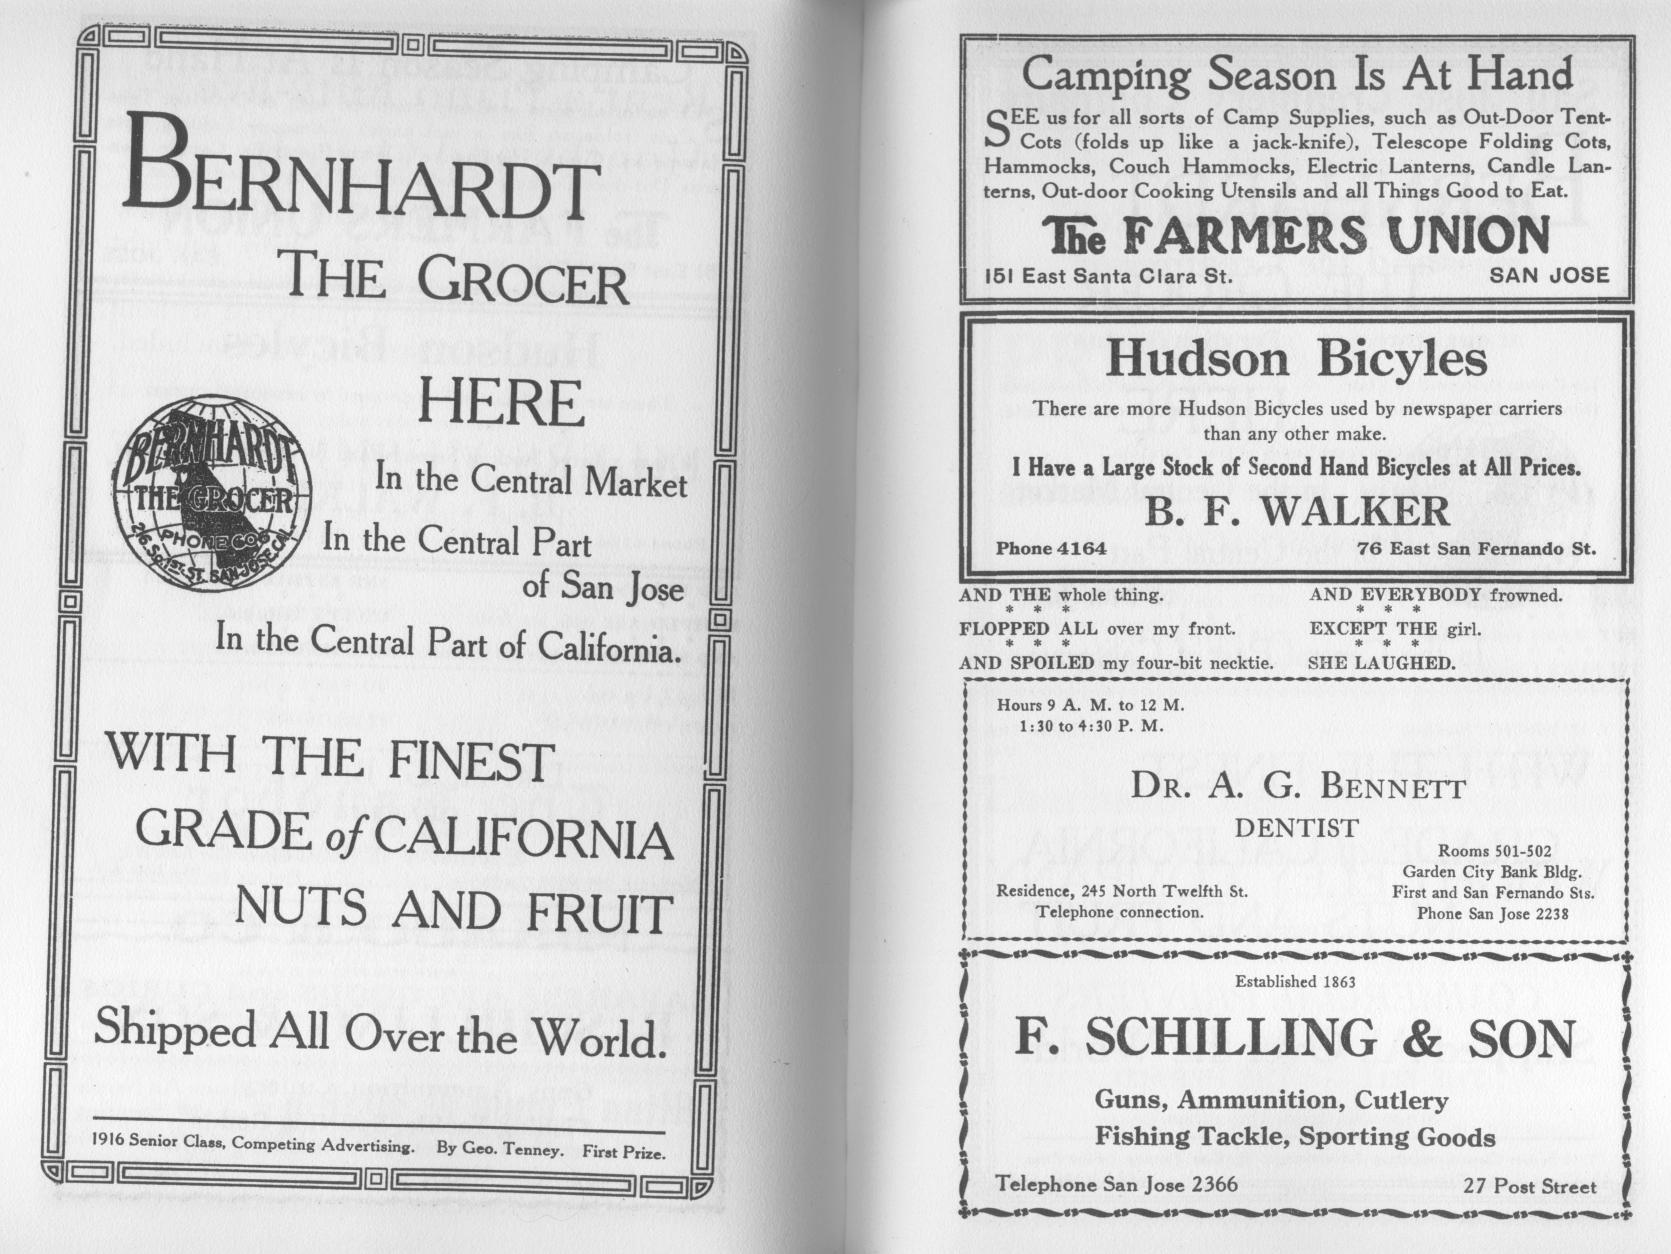 BERNHARDT
THE GROCER
HERE
BERNHARDT
THE GROCER
PHONE 60
276 So. 1ST. ST. SAN JOSE CAL.
In the Central Market
In the Central Part
of San Jose
In the Central Part of California.
WITH THE FINEST
GRADE of CALIFORNIA
NUTS AND FRUIT
Shipped All Over the World.
1916 Senior Class, Competing Advertising. By Geo. Tenney. First Prize.
Camping Season Is At Hand
SEE us for all sorts of Camp Supplies, such as Out-Door Tent-
Cots (folds up like a jack-knife), Telescope Folding Cots,
Hammocks, Couch Hammocks, Electric Lanterns, Candle Lan-
terns, Out-door Cooking Utensils and all Things Good to Eat.
The FARMERS UNION
151 East Santa Clara St. SAN JOSE
Hudson Bicyles
There are more Hudson Bicycles used by newspaper carriers
than any other make.
I Have a Large Stock of Second Hand Bicycles at All Prices.
B. F. WALKER
Phone 4164 76 East San Fernando St.
AND THE whole thing.
* * *
FLOPPED ALL over my front.
* * *
AND SPOILED my four-bit necktie.
AND EVERYBODY frowned.
* * *
EXCEPT THE girl.
* * *
SHE LAUGHED.
Hours 9 A. M. to 12 M.
1:30 to 4:30 P. M.
DR. A. G. BENNETT
DENTIST
Residence, 245 North Twelfth St.
Telephone connection.
Rooms 501-502
Garden City Bank Bldg.
First and San Fernando Sts.
Phone San Jose 2238
Established 1863
F. SCHILLING & SON
Guns, Ammunition, Cutlery
Fishing Tackle, Sporting Goods
Telephone San Jose 2366 27 Post Street